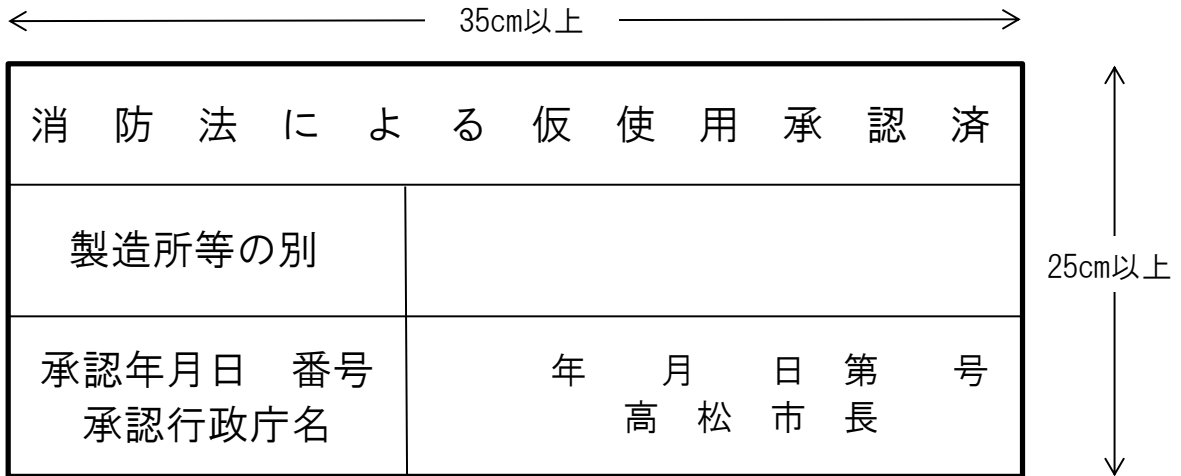 35cm以上
消防法による仮使用承認済
製造所等の別
25cm以上
承認年月日　番号
承認行政庁名
年　月　日第　号
高松市長